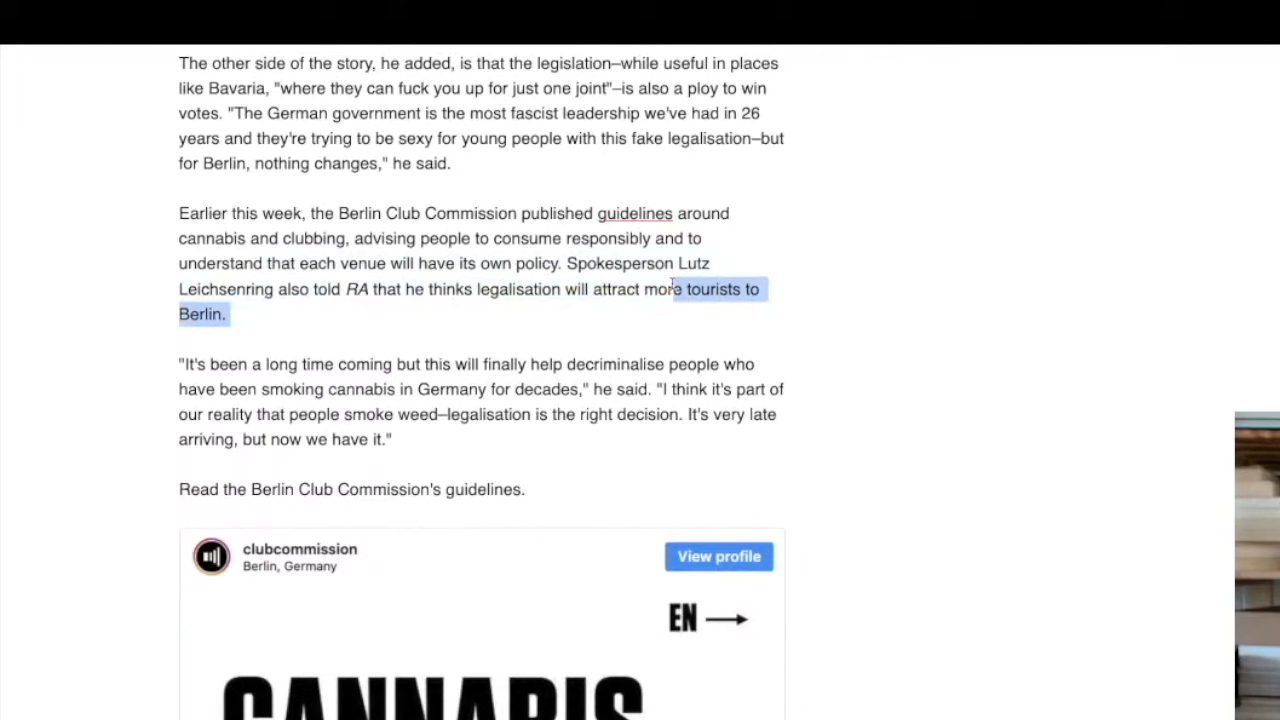 The other side of the story, he added, is that the legislation–while useful in places
like Bavaria, "where they can fuck you up for just one joint"–is also a ploy to win
votes. "The German government is the most fascist leadership we've had in 26
years and they're trying to be sexy for young people with this fake legalisation–but
for Berlin, nothing changes," he said.
Earlier this week, the Berlin Club Commission published guidelines around
cannabis and clubbing, advising people to consume responsibly and to
understand that each venue will have its own policy. Spokesperson Lutz
Leichsenring also told RA that he thinks legalisation will attract more tourists to
Berlin.
"It's been a long time coming but this will finally help decriminalise people who
have been smoking cannabis in Germany for decades," he said. "I think it's part of
our reality that people smoke weed–legalisation is the right decision. It's very late
arriving, but now we have it."
Read the Berlin Club Commission's guidelines.
clubcommission
Berlin, Germany
View profile
EN →
CANNABIS